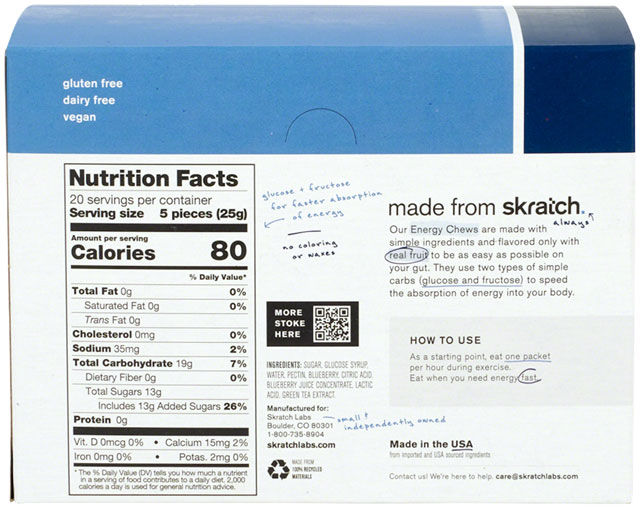 gluten free
dairy free
vegan
Nutrition Facts
20 servings per container
Serving size 5 pieces (25g)
Amount per serving
Calories 80
% Daily Value*
Total Fat 0g 0%
Saturated Fat 0g 0%
Trans Fat 0g
Cholesterol 0mg 0%
Sodium 35mg 2%
Total Carbohydrate 19g 7%
Dietary Fiber 0g 0%
Total Sugars 13g
Includes 13g Added Sugars 26%
Protein 0g
Vit. D 0mcg 0% • Calcium 15mg 2%
Iron 0mg 0% • Potas. 2mg 0%
*The % Daily Value (DV) tells you how much a nutrient
in a serving of food contributes to a daily diet. 2,000
calories a day is used for general nutrition advice.
glucose + fructose
for faster absorption
of energy
no coloring
or waxes
MORE
STOKE
HERE
INGREDIENTS: SUGAR, GLUCOSE SYRUP,
WATER, PECTIN, BLUEBERRY, CITRIC ACID,
BLUEBERRY JUICE CONCENTRATE, LACTIC
ACID, GREEN TEA EXTRACT.
Manufactured for:
Skratch Labs
Boulder, CO 80301
1-800-735-8904
skratchlabs.com
small +
independently owned
MADE FROM
100% RECYCLED
MATERIALS
made from skratch.
always
Our Energy Chews are made with
simple ingredients and flavored only with
real fruit to be as easy as possible on
your gut. They use two types of simple
carbs (glucose and fructose) to speed
the absorption of energy into your body.
HOW TO USE
As a starting point, eat one packet
per hour during exercise.
Eat when you need energy fast.
Made in the USA
from imported and USA sourced ingredients
Contact us! We're here to help. care@skratchlabs.com